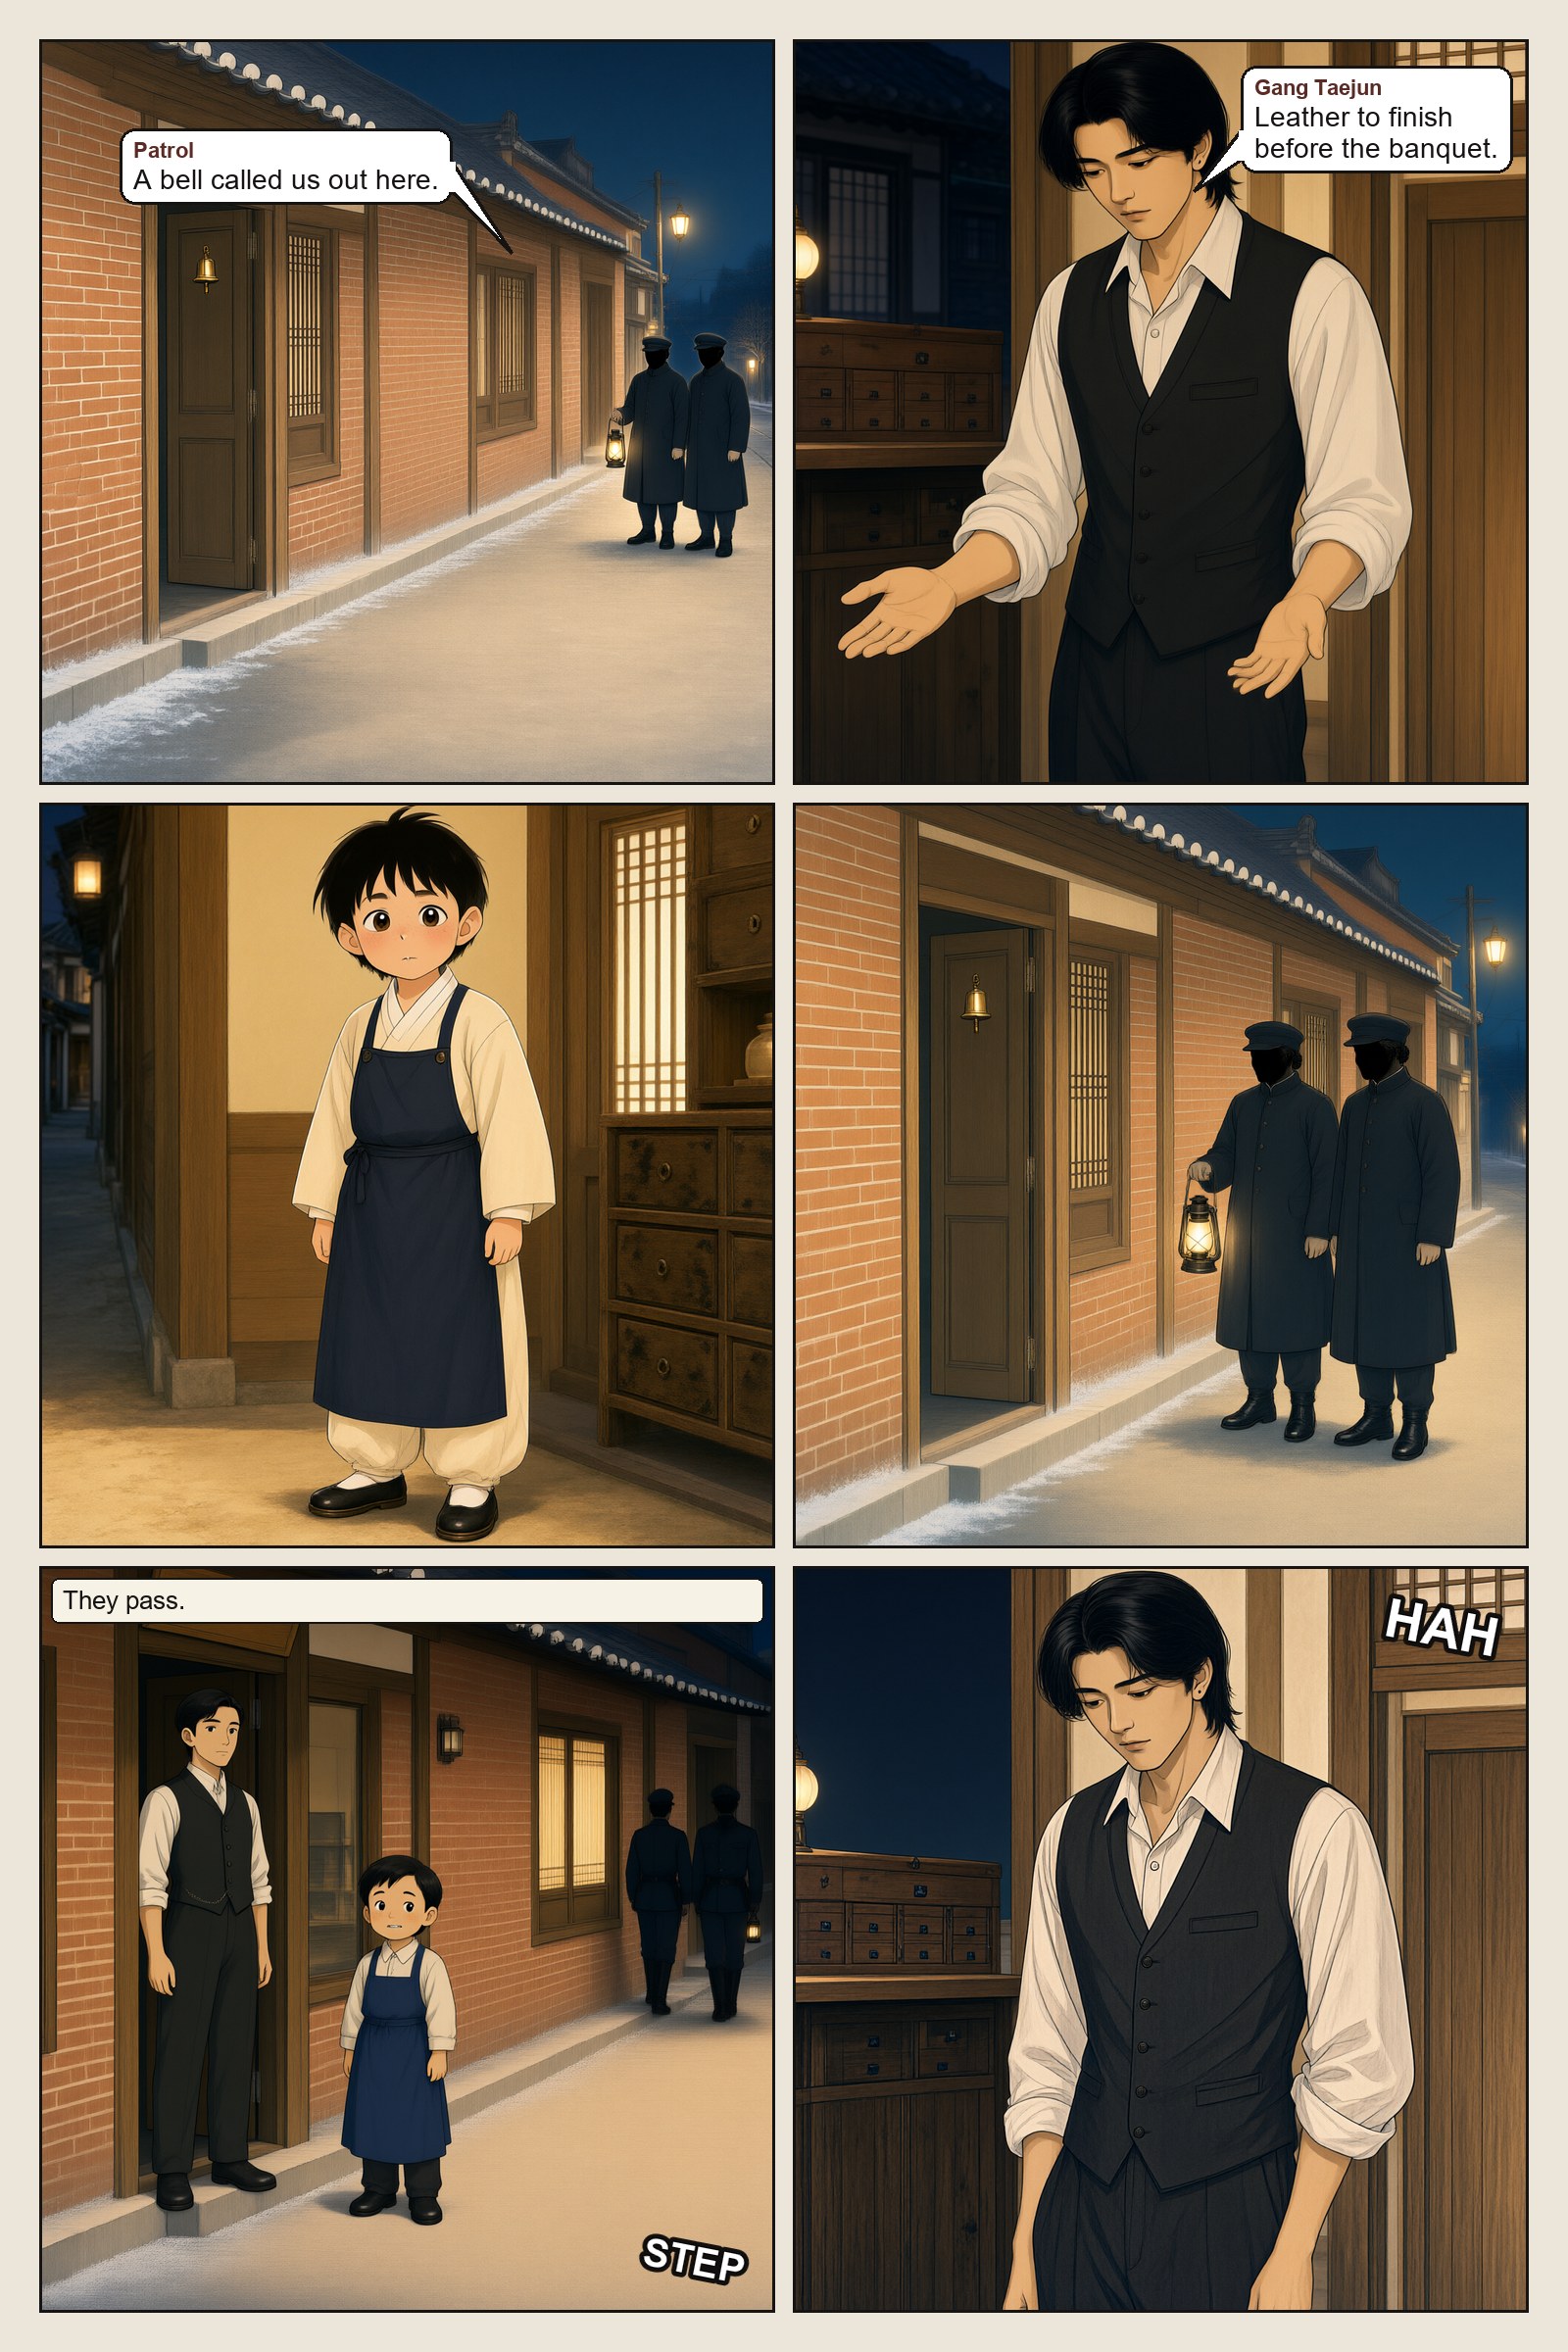 Patrol
A bell called us out here.
Gang Taejun
Leather to finish
before the banquet.
They pass.
STEP
HAH